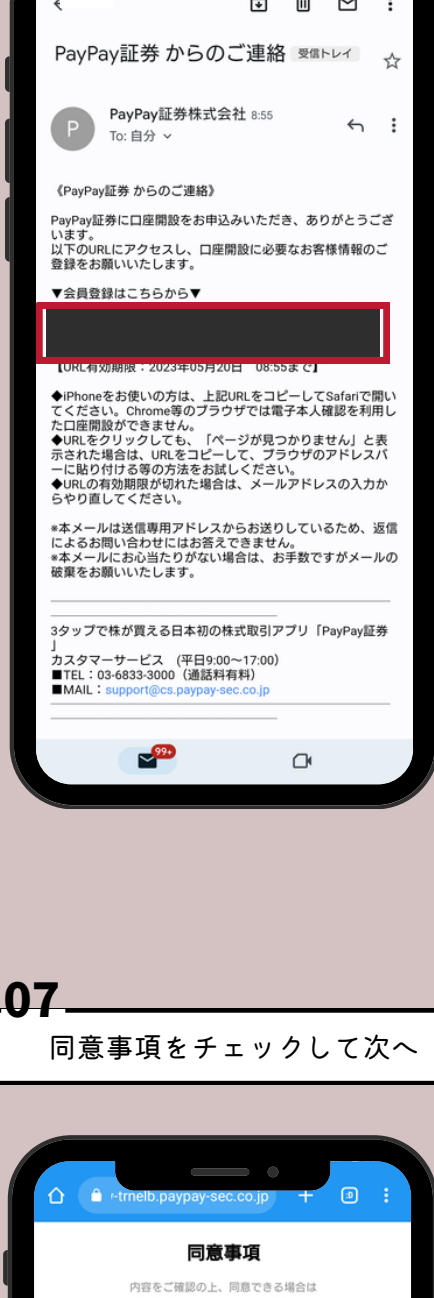 PayPay証券 からのご連絡 受信トレイ
P
PayPay証券株式会社 8:55
To: 自分
《PayPay証券 からのご連絡》
PayPay証券に口座開設をお申込みいただき、ありがとうござ
います。
以下のURLにアクセスし、口座開設に必要なお客様情報のご
登録をお願いいたします。
▼会員登録はこちらから▼
【URL有効期限：2023年05月20日 08:55まで】
◆iPhoneをお使いの方は、上記URLをコピーしてSafariで開い
てください。Chrome等のブラウザでは電子本人確認を利用し
た口座開設ができません。
◆URLをクリックしても、「ページが見つかりません」と表
示された場合は、URLをコピーして、ブラウザのアドレスバ
ーに貼り付ける等の方法をお試しください。
◆URLの有効期限が切れた場合は、メールアドレスの入力か
らやり直してください。
*本メールは送信専用アドレスからお送りしているため、返信
によるお問い合わせにはお答えできません。
*本メールにお心当たりがない場合は、お手数ですがメールの
破棄をお願いいたします。
3タップで株が買える日本初の株式取引アプリ「PayPay証券
」
カスタマーサービス （平日9:00～17:00）
■TEL：03-6833-3000（通話料有料）
■MAIL：support@cs.paypay-sec.co.jp
99+
07
同意事項をチェックして次へ
-trnelb.paypay-sec.co.jp
:D
同意事項
内容をご確認の上、同意できる場合は